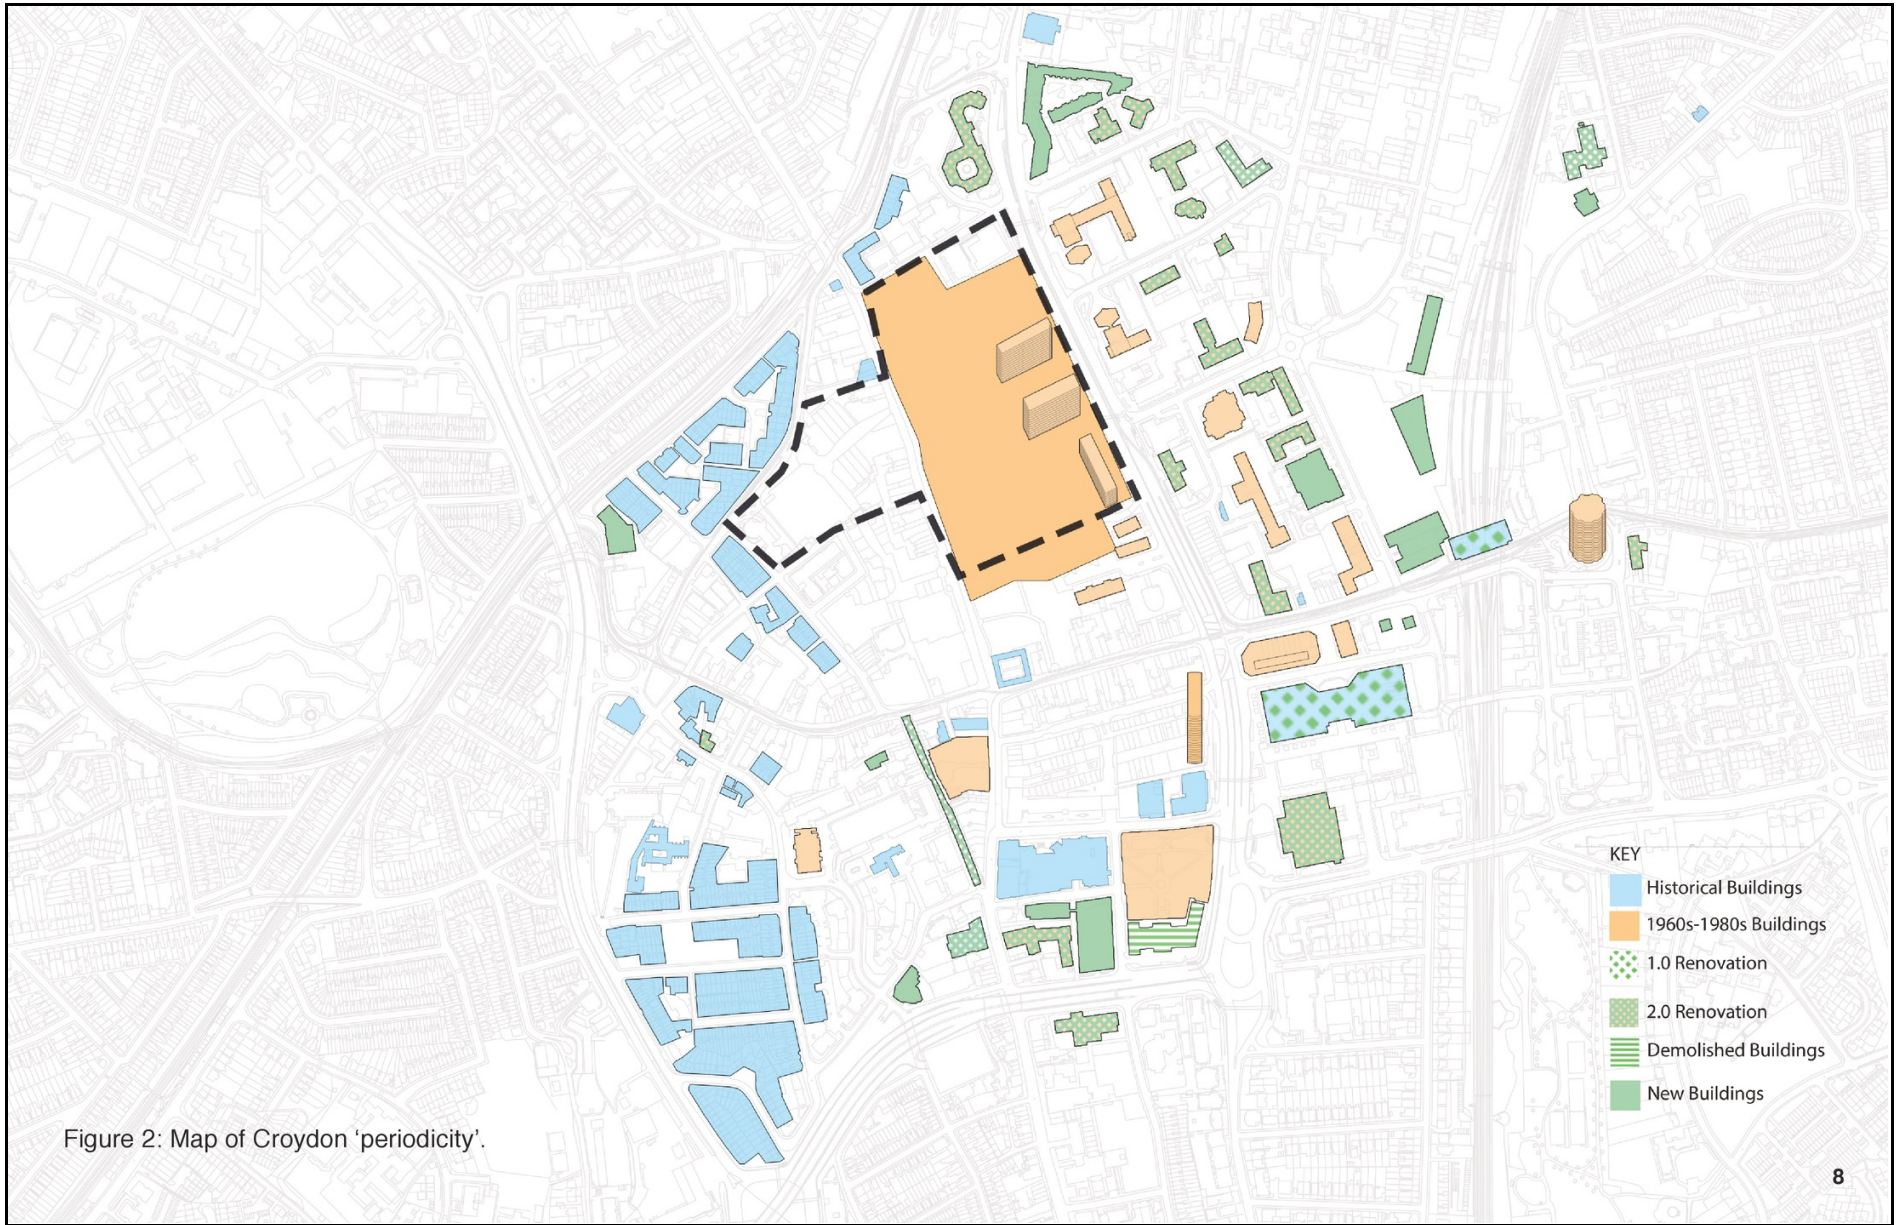 KEY
Historical Buildings
1960s-1980s Buildings
1.0 Renovation
2.0 Renovation
Demolished Buildings
New Buildings
Figure 2: Map of Croydon ‘periodicity’.
8